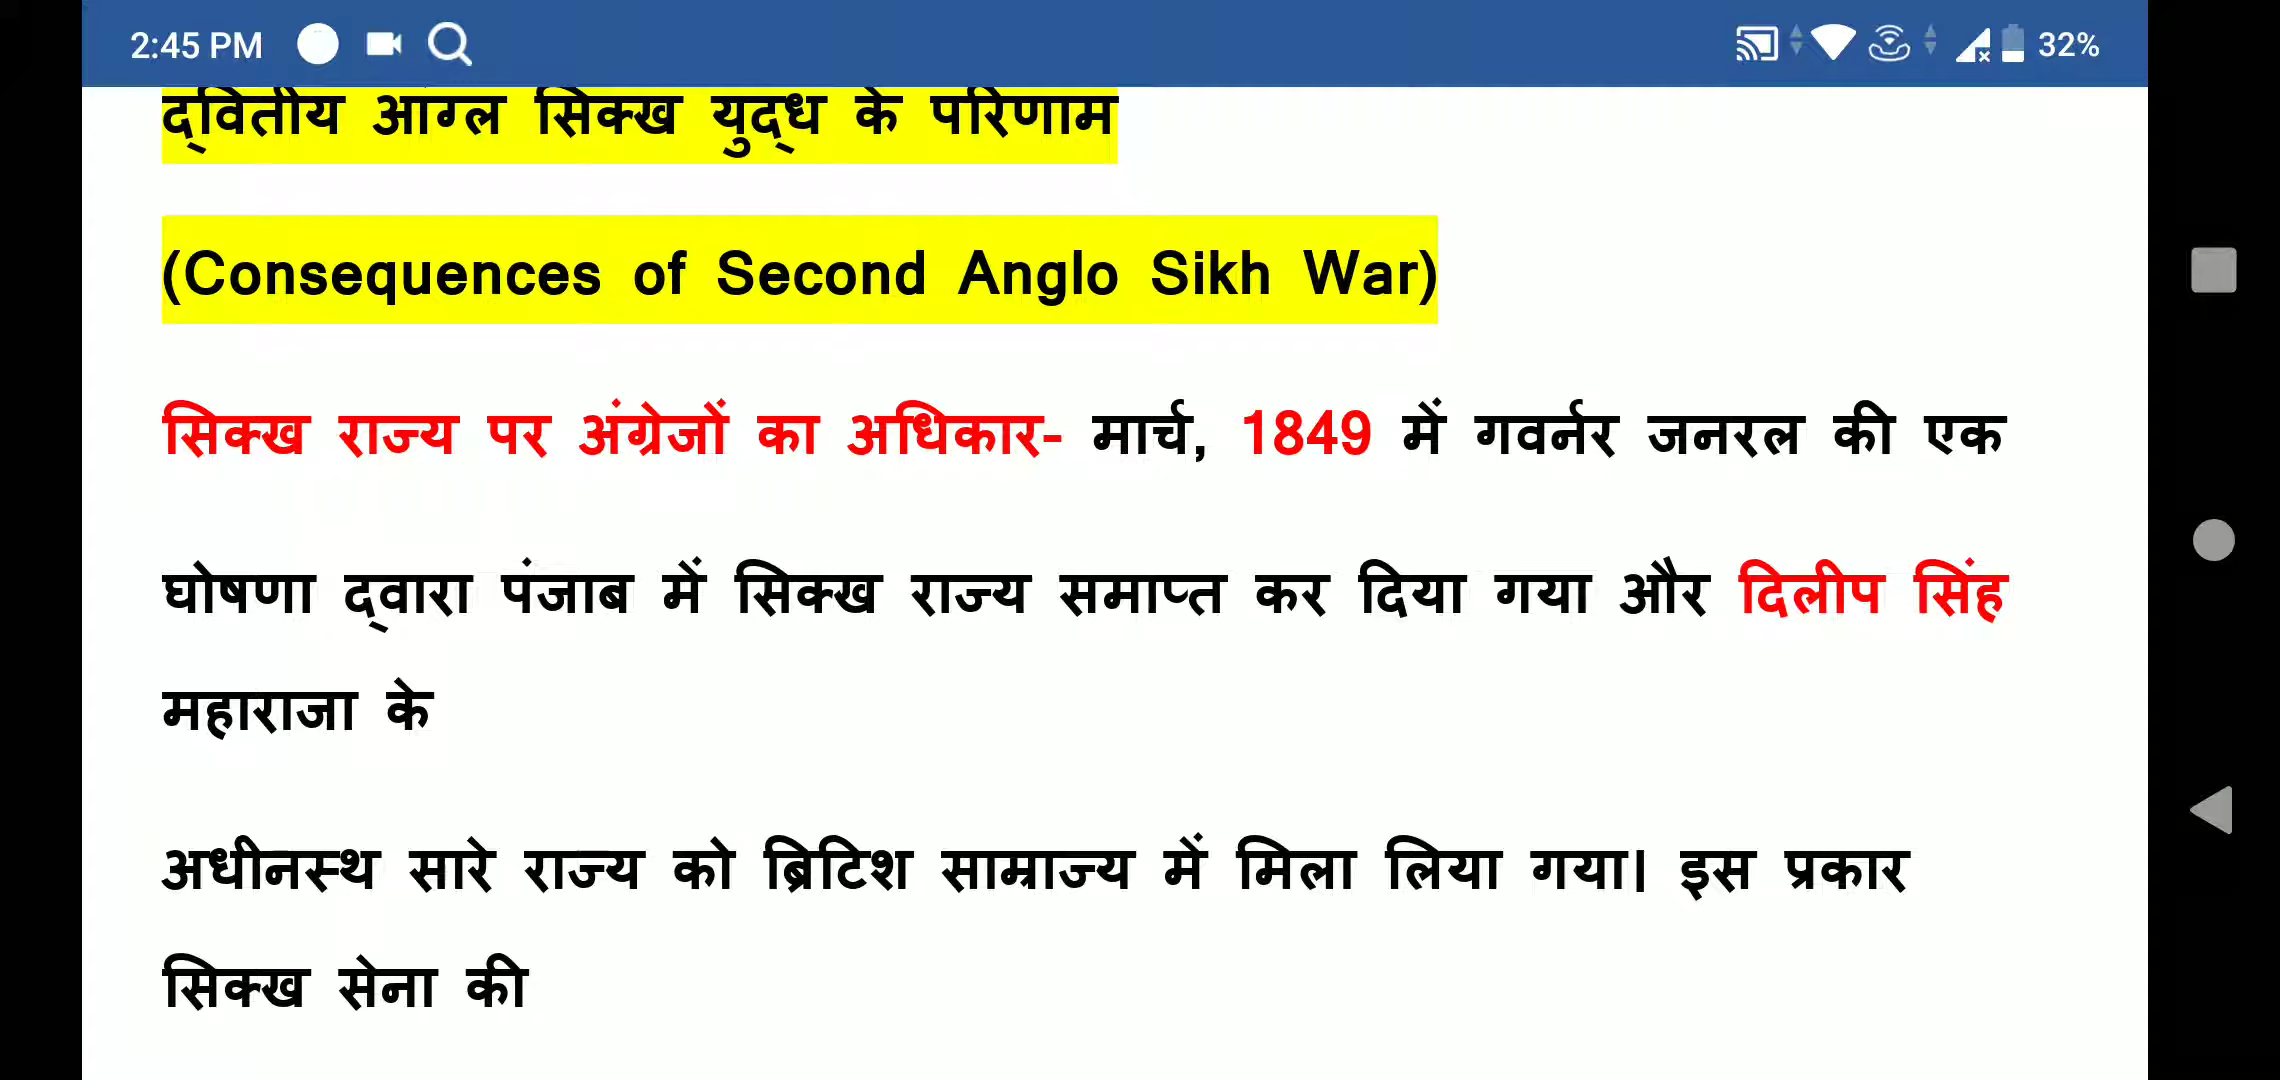 2:45 PM 32%
द्वितीय आंग्ल सिक्ख युद्ध के परिणाम
(Consequences of Second Anglo Sikh War)
सिक्ख राज्य पर अंग्रेजों का अधिकार- मार्च, 1849 में गवर्नर जनरल की एक
घोषणा द्वारा पंजाब में सिक्ख राज्य समाप्त कर दिया गया और दिलीप सिंह
महाराजा के
अधीनस्थ सारे राज्य को ब्रिटिश साम्राज्य में मिला लिया गया। इस प्रकार
सिक्ख सेना की